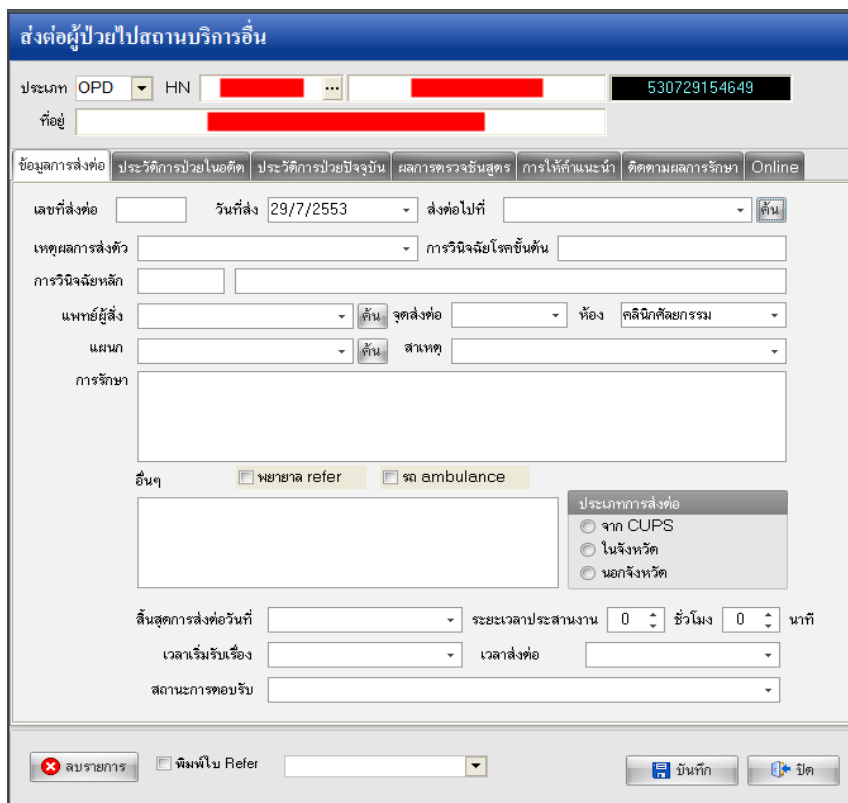 ส่งต่อผู้ป่วยไปสถานบริการอื่น
ประเภท OPD HN ... 530729154649
ที่อยู่
ข้อมูลการส่งต่อ ประวัติการป่วยในอดีต ประวัติการป่วยปัจจุบัน ผลการตรวจชันสูตร การให้คำแนะนำ ติดตามผลการรักษา Online
เลขที่ส่งต่อ วันที่ส่ง 29/7/2553 ส่งต่อไปที่ ค้น
เหตุผลการส่งตัว การวินิจฉัยโรคขั้นต้น
การวินิจฉัยหลัก
แพทย์ผู้สั่ง ค้น จุดส่งต่อ ห้อง คลินิกศัลยกรรม
แผนก ค้น สาเหตุ
การรักษา
อื่นๆ พยาบาล refer รถ ambulance
ประเภทการส่งต่อ
จาก CUPS
ในจังหวัด
นอกจังหวัด
สิ้นสุดการส่งต่อวันที่ ระยะเวลาประสานงาน 0 ชั่วโมง 0 นาที
เวลาเริ่มรับเรื่อง เวลาส่งต่อ
สถานะการตอบรับ
ลบรายการ พิมพ์ใบ Refer บันทึก ปิด